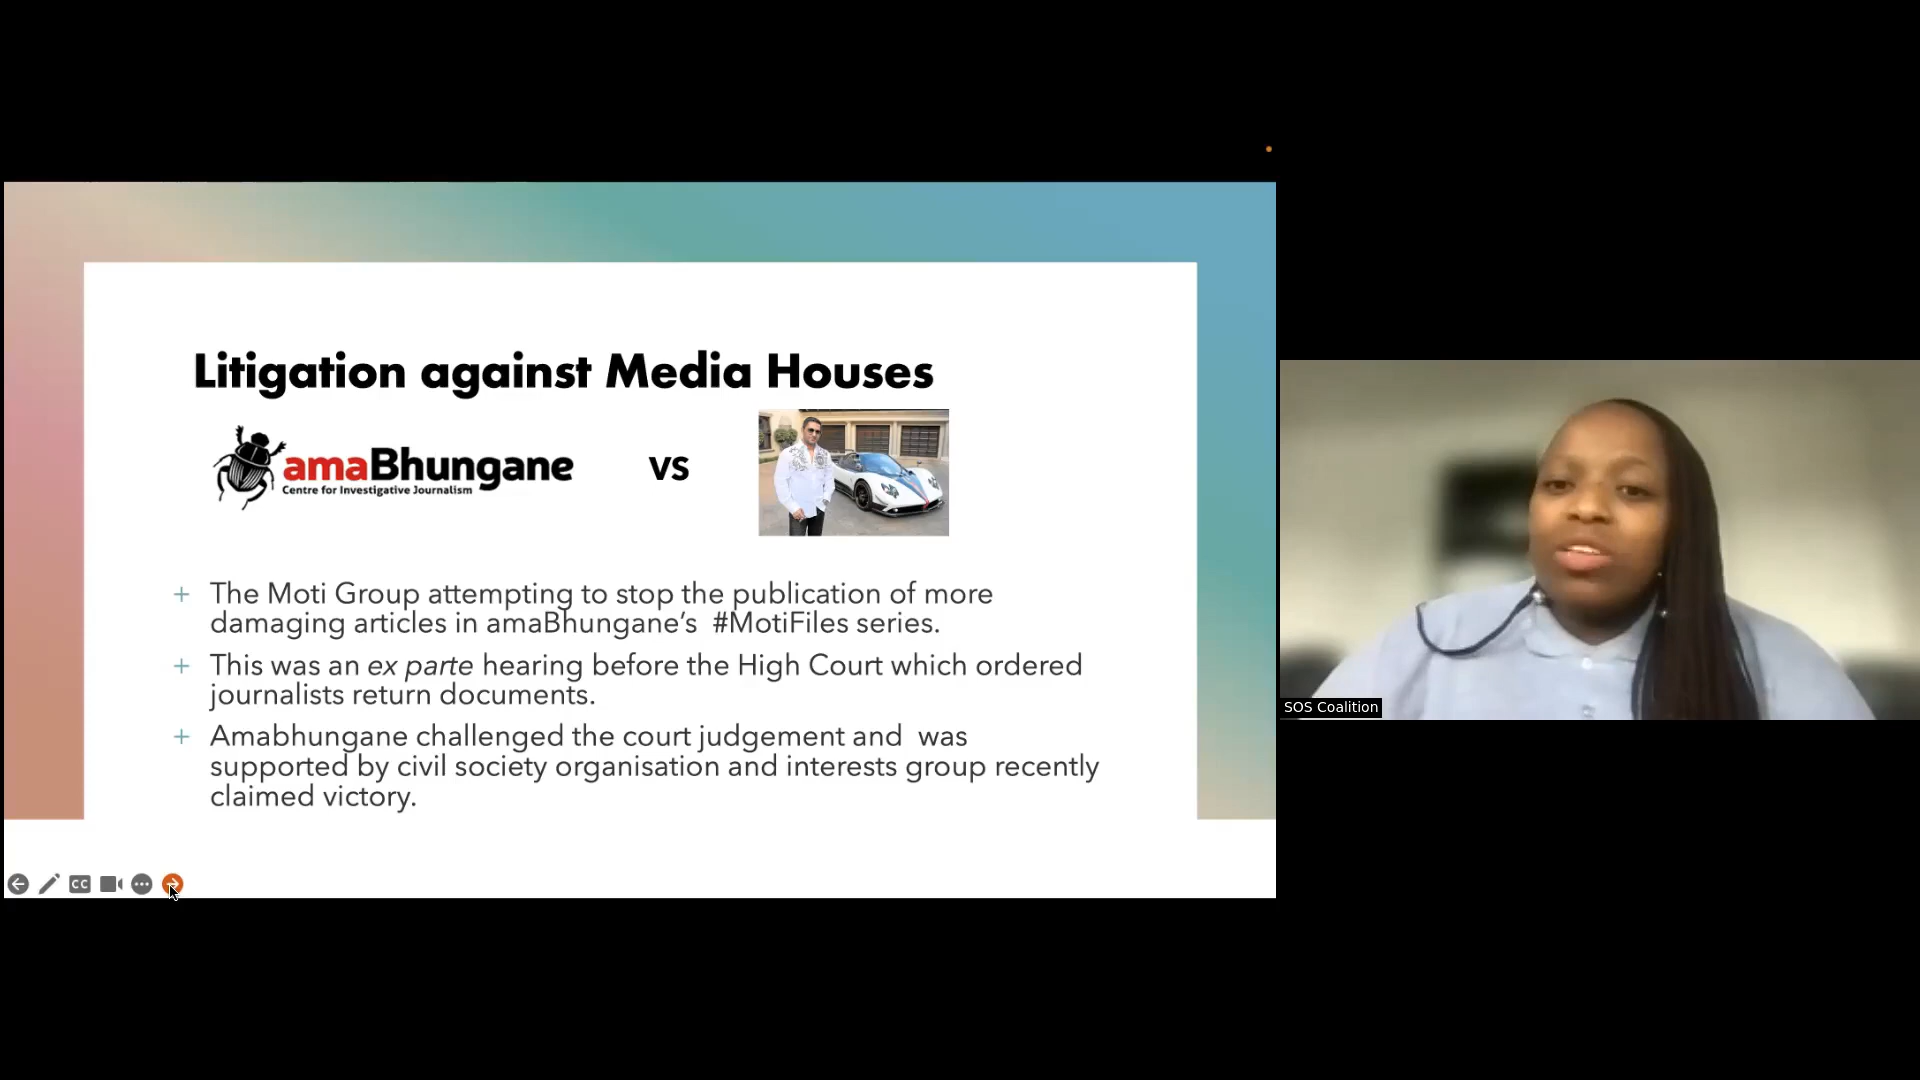 Litigation against Media Houses
amaBhungane
Centre for Investigative Journalism
vs
+ The Moti Group attempting to stop the publication of more
damaging articles in amaBhungane’s  #MotiFiles series.
+ This was an ex parte hearing before the High Court which ordered
journalists return documents.
+ Amabhungane challenged the court judgement and  was
supported by civil society organisation and interests group recently
claimed victory.
CC
SOS Coalition